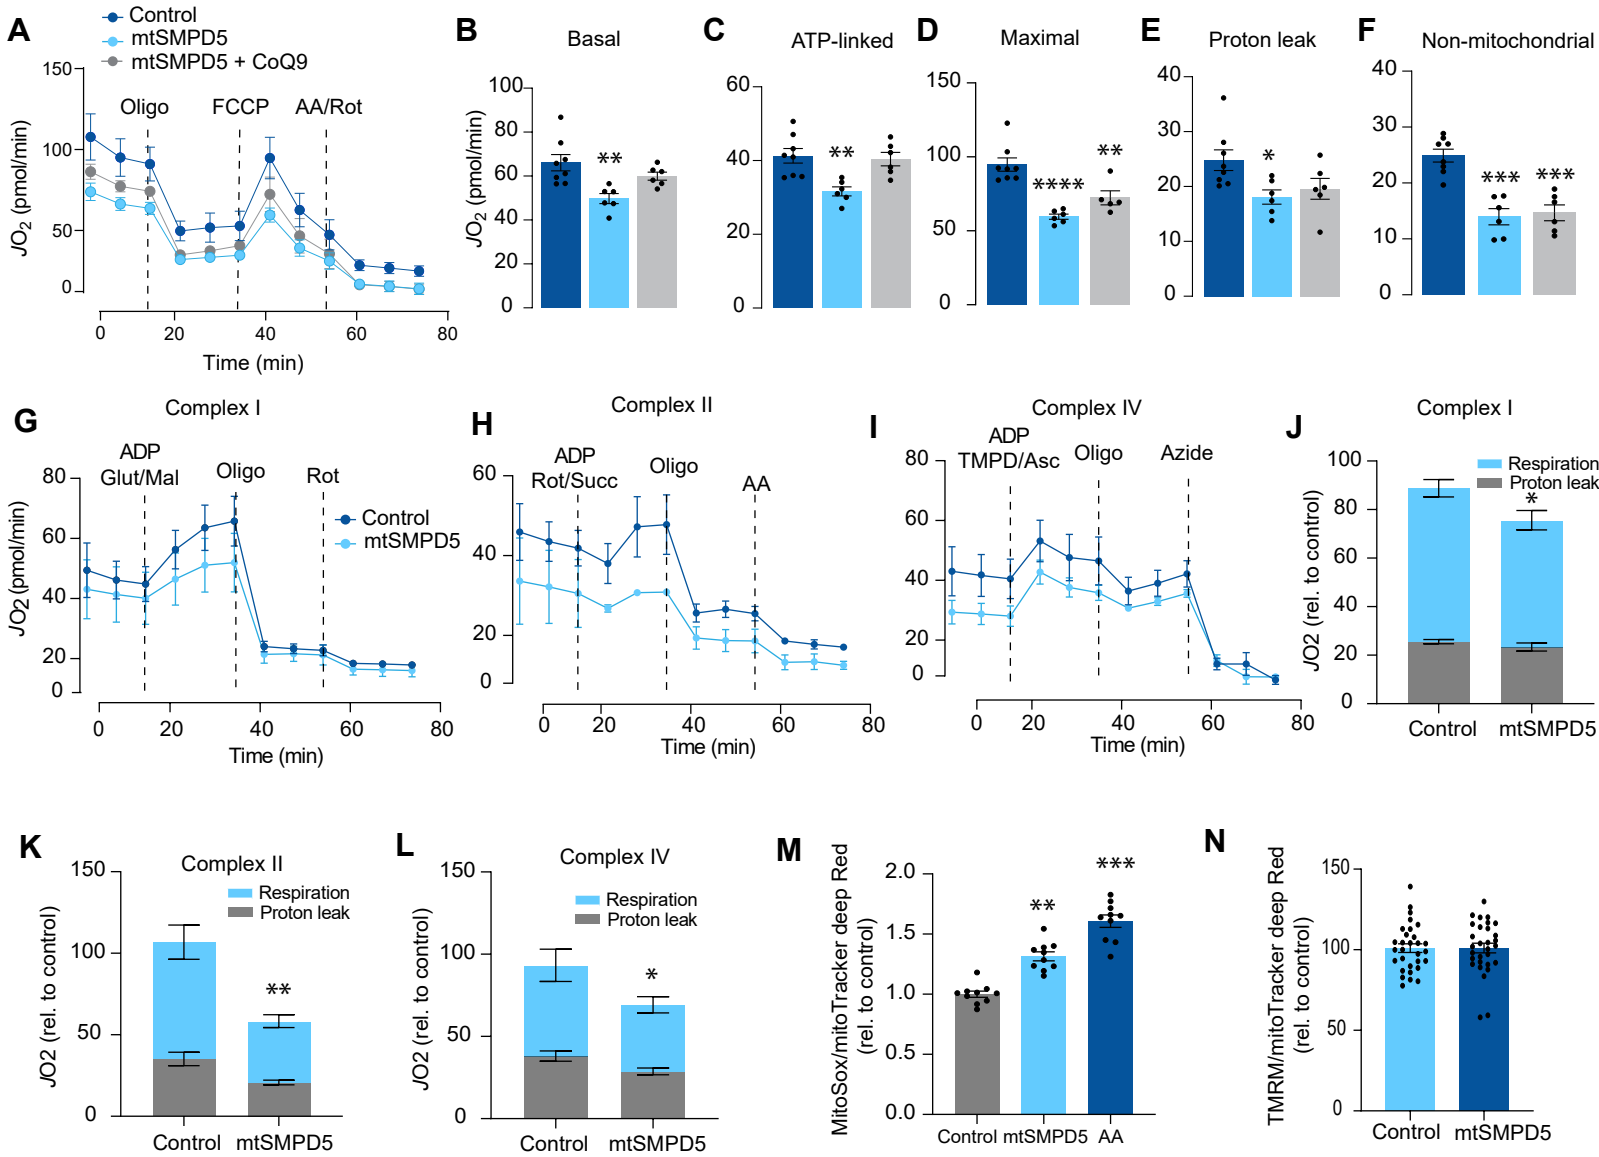 A
Control
mtSMPD5
mtSMPD5 + CoQ9
Oligo
FCCP
AA/Rot
JO2 (pmol/min)
150
100
50
0
0 20 40 60 80
Time (min)
B
Basal
JO2 (pmol/min)
100
80
60
40
20
0
**
C
ATP-linked
60
40
20
0
**
D
Maximal
150
100
50
0
****
**
E
Proton leak
40
30
20
10
0
*
F
Non-mitochondrial
40
30
20
10
0
***
***
G
Complex I
ADP
Glut/Mal
Oligo
Rot
Control
mtSMPD5
JO2 (pmol/min)
80
60
40
20
0
0 20 40 60 80
Time (min)
H
Complex II
ADP
Rot/Succ
Oligo
AA
60
40
20
0
0 20 40 60 80
Time (min)
I
Complex IV
ADP
TMPD/Asc
Oligo
Azide
80
60
40
20
0
0 20 40 60 80
Time (min)
J
Complex I
Respiration
Proton leak
*
JO2 (rel. to control)
100
80
60
40
20
0
Control mtSMPD5
K
Complex II
Respiration
Proton leak
**
JO2 (rel. to control)
150
100
50
0
Control mtSMPD5
L
Complex IV
Respiration
Proton leak
*
JO2 (rel. to control)
150
100
50
0
Control mtSMPD5
M
MitoSox/mitoTracker deep Red
(rel. to control)
2.0
1.5
1.0
0.5
0.0
**
***
Control mtSMPD5 AA
N
TMRM/mitoTracker deep Red
(rel. to control)
150
100
50
0
Control mtSMPD5